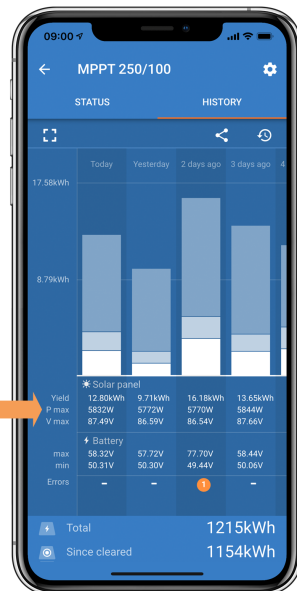 09:00
MPPT 250/100
STATUS HISTORY
Today Yesterday 2 days ago 3 days ago 4
17.58kWh
8.79kWh
Solar panel
Yield 12.80kWh 9.71kWh 16.18kWh 13.65kWh
P max 5832W 5772W 5770W 5844W
V max 87.49V 86.59V 86.54V 87.66V
Battery
max 58.32V 57.72V 77.70V 58.44V
min 50.31V 50.30V 49.44V 50.06V
Errors – – 1 –
Total 1215kWh
Since cleared 1154kWh